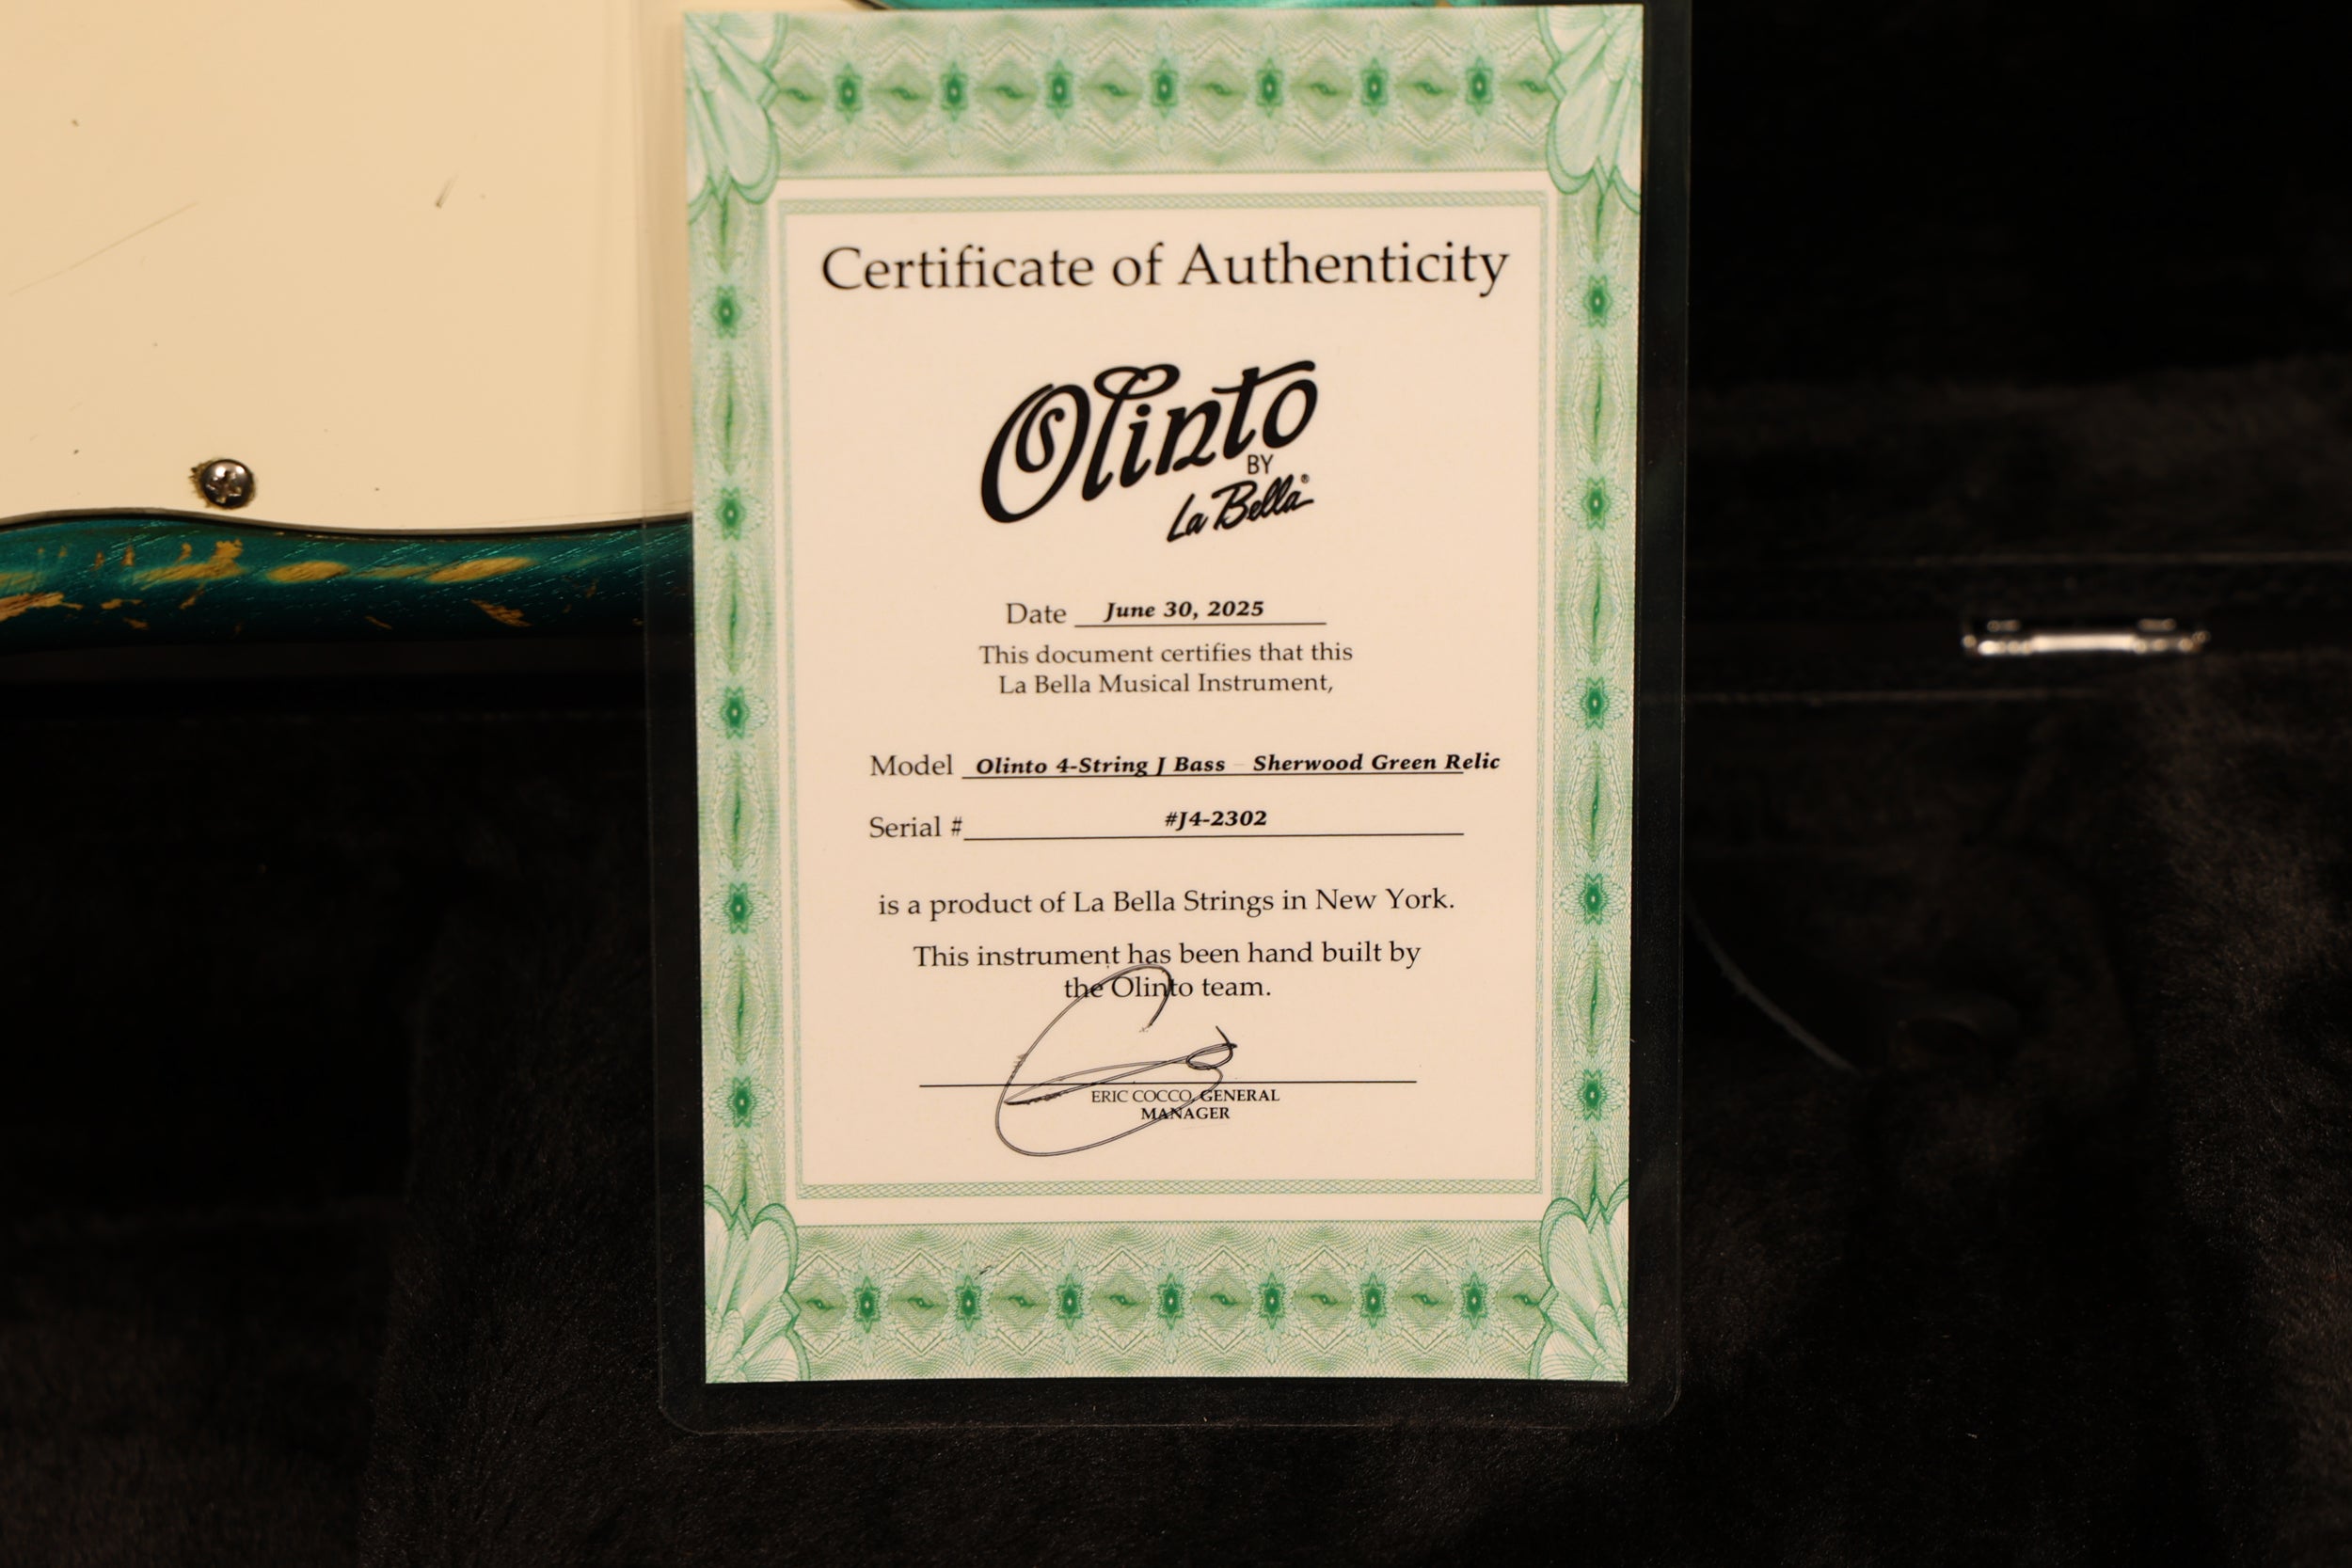 Certificate of Authenticity
Olinto
BY
La Bella®
Date June 30, 2025
This document certifies that this
La Bella Musical Instrument,
Model Olinto 4-String J Bass – Sherwood Green Relic
Serial # #J4-2302
is a product of La Bella Strings in New York.
This instrument has been hand built by
the Olinto team.
ERIC COCCO, GENERAL
MANAGER